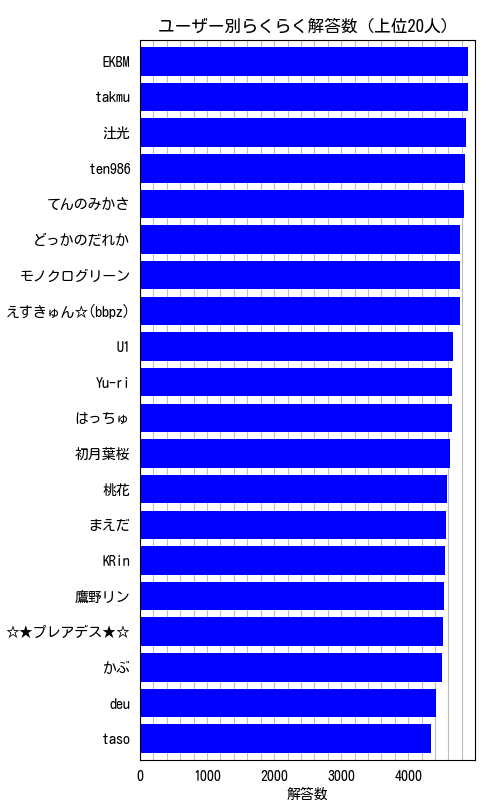 ユーザー別らくらく解答数（上位20人）
EKBM
takmu
汢光
ten986
てんのみかさ
どっかのだれか
モノクログリーン
えすきゅん☆(bbpz)
U1
Yu-ri
はっちゅ
初月葉桜
桃花
まえだ
KRin
鷹野リン
☆★プレアデス★☆
かぶ
deu
taso
0 1000 2000 3000 4000
解答数